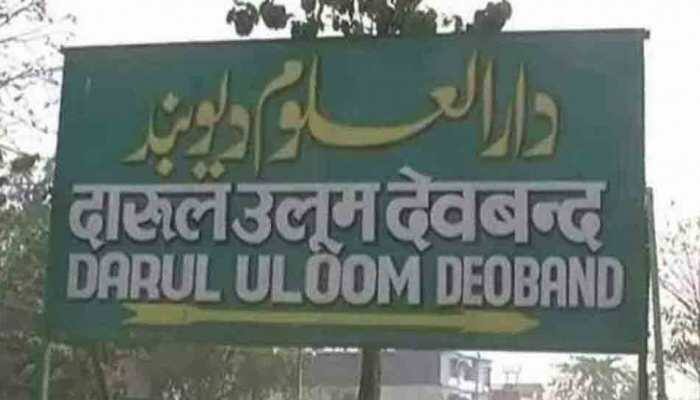 دارالعلوم دیوبند
दारूल उलूम देवबन्द
DARUL ULOOM DEOBAND